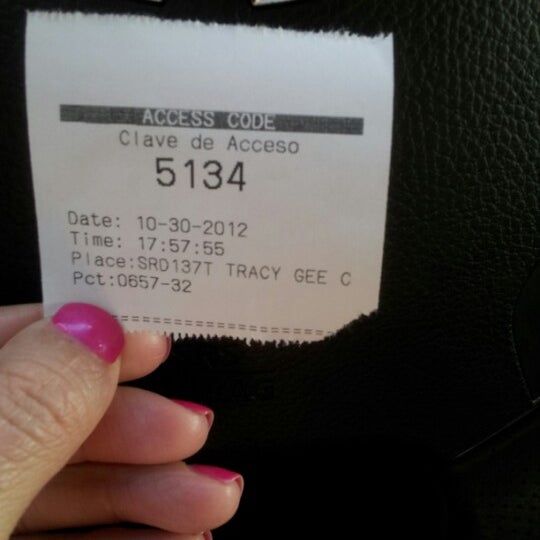 ACCESS CODE
Clave de Acceso
5134
Date: 10-30-2012
Time: 17:57:55
Place:SRD137T TRACY GEE C
Pct:0657-32